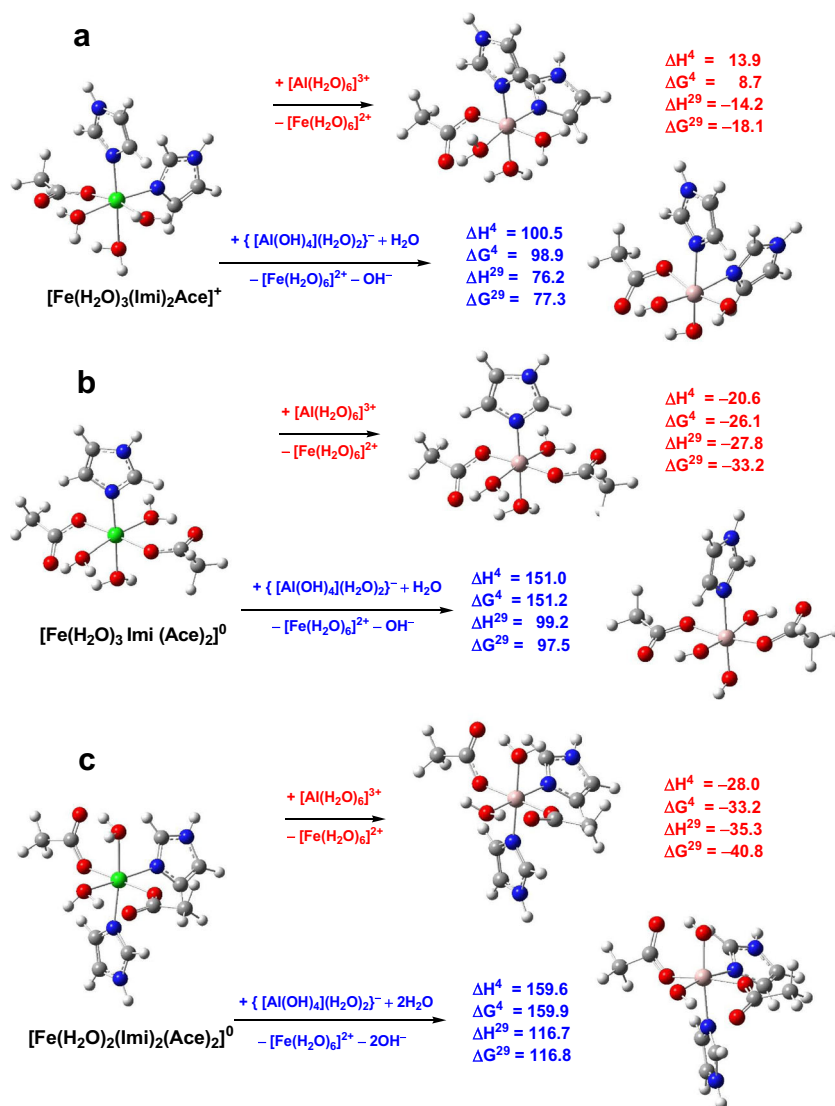 a
+ [Al(H₂O)₆]³⁺
− [Fe(H₂O)₆]²⁺
ΔH⁴ = 13.9
ΔG⁴ = 8.7
ΔH²⁹ = −14.2
ΔG²⁹ = −18.1
+ { [Al(OH)₄](H₂O)₂}⁻ + H₂O
− [Fe(H₂O)₆]²⁺ − OH⁻
ΔH⁴ = 100.5
ΔG⁴ = 98.9
ΔH²⁹ = 76.2
ΔG²⁹ = 77.3
[Fe(H₂O)₃(Imi)₂Ace]⁺
b
+ [Al(H₂O)₆]³⁺
− [Fe(H₂O)₆]²⁺
ΔH⁴ = −20.6
ΔG⁴ = −26.1
ΔH²⁹ = −27.8
ΔG²⁹ = −33.2
+ { [Al(OH)₄](H₂O)₂}⁻ + H₂O
− [Fe(H₂O)₆]²⁺ − OH⁻
ΔH⁴ = 151.0
ΔG⁴ = 151.2
ΔH²⁹ = 99.2
ΔG²⁹ = 97.5
[Fe(H₂O)₃ Imi (Ace)₂]⁰
c
+ [Al(H₂O)₆]³⁺
− [Fe(H₂O)₆]²⁺
ΔH⁴ = −28.0
ΔG⁴ = −33.2
ΔH²⁹ = −35.3
ΔG²⁹ = −40.8
+ { [Al(OH)₄](H₂O)₂}⁻ + 2H₂O
− [Fe(H₂O)₆]²⁺ − 2OH⁻
ΔH⁴ = 159.6
ΔG⁴ = 159.9
ΔH²⁹ = 116.7
ΔG²⁹ = 116.8
[Fe(H₂O)₂(Imi)₂(Ace)₂]⁰